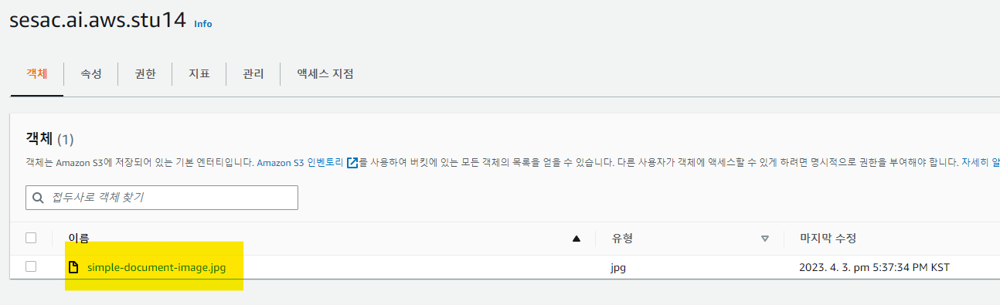 sesac.ai.aws.stu14 Info
객체 속성 권한 지표 관리 액세스 지점
객체 (1)
객체는 Amazon S3에 저장되어 있는 기본 엔터티입니다. Amazon S3 인벤토리 를 사용하여 버킷에 있는 모든 객체의 목록을 얻을 수 있습니다. 다른 사용자가 객체에 액세스할 수 있게 하려면 명시적으로 권한을 부여해야 합니다. 자세히 알
접두사로 객체 찾기
이름 유형 마지막 수정
simple-document-image.jpg jpg 2023. 4. 3. pm 5:37:34 PM KST